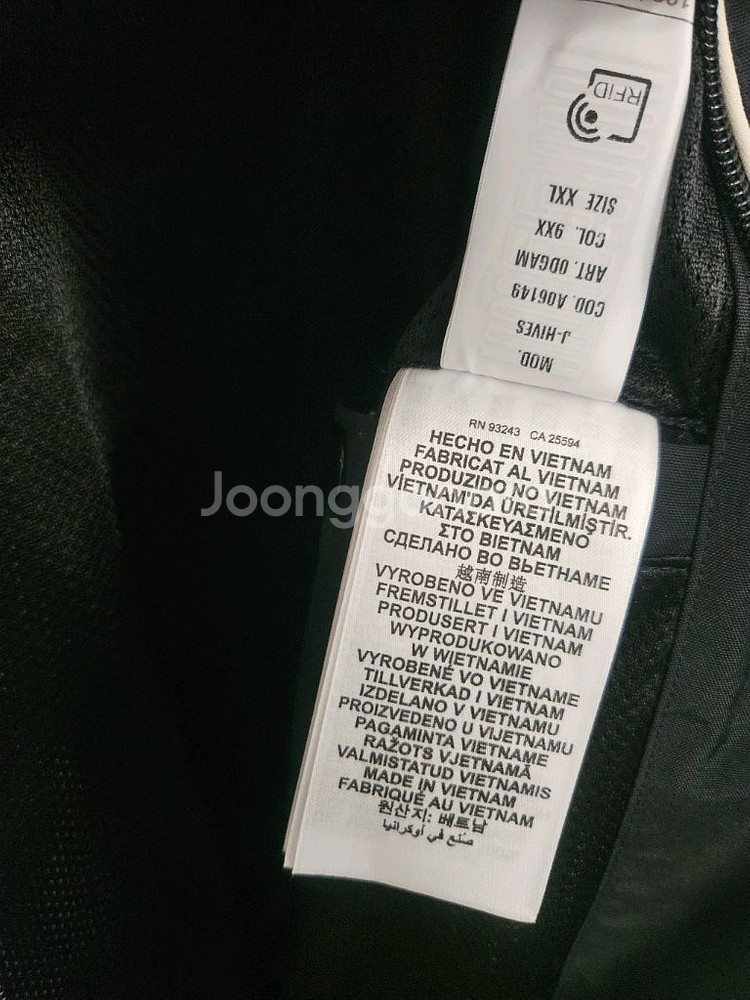 MOD.
J-HIVES
COD. A06149
ART. 0DGAM
COL. 9XX
SIZE XXL
RFID
RN 93243 CA 25594
HECHO EN VIETNAM
FABRICAT AL VIETNAM
PRODUZIDO NO VIETNAM
VİETNAM'DA ÜRETİLMİŞTİR.
ΚΑΤΑΣΚΕΥΑΣΜΕΝΟ
ΣΤΟ ΒΙΕΤΝΑΜ
СДЕЛАНО ВО ВЬЕТНАМЕ
越南制造
VYROBENO VE VIETNAMU
FREMSTILLET I VIETNAM
PRODUSERT I VIETNAM
WYPRODUKOWANO
W WIETNAMIE
VYROBENÉ VO VIETNAME
TILLVERKAD I VIETNAM
IZDELANO V VIETNAMU
PROIZVEDENO U VIJETNAMU
PAGAMINTA VIETNAME
RAŽOTS VJETNAMĀ
VALMISTATUD VIETNAMIS
MADE IN VIETNAM
FABRIQUÉ AU VIETNAM
원산지: 베트남
صُنع في أوكرانيا